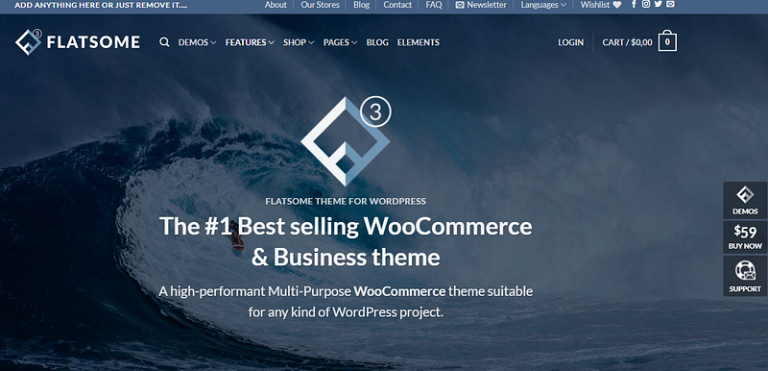 ADD ANYTHING HERE OR JUST REMOVE IT....
About Our Stores Blog Contact FAQ Newsletter Languages Wishlist
3 FLATSOME DEMOS FEATURES SHOP PAGES BLOG ELEMENTS LOGIN CART / $0,00 0
3
FLATSOME THEME FOR WORDPRESS
The #1 Best selling WooCommerce
& Business theme
A high-performant Multi-Purpose WooCommerce theme suitable
for any kind of WordPress project.
DEMOS
$59
BUY NOW
SUPPORT